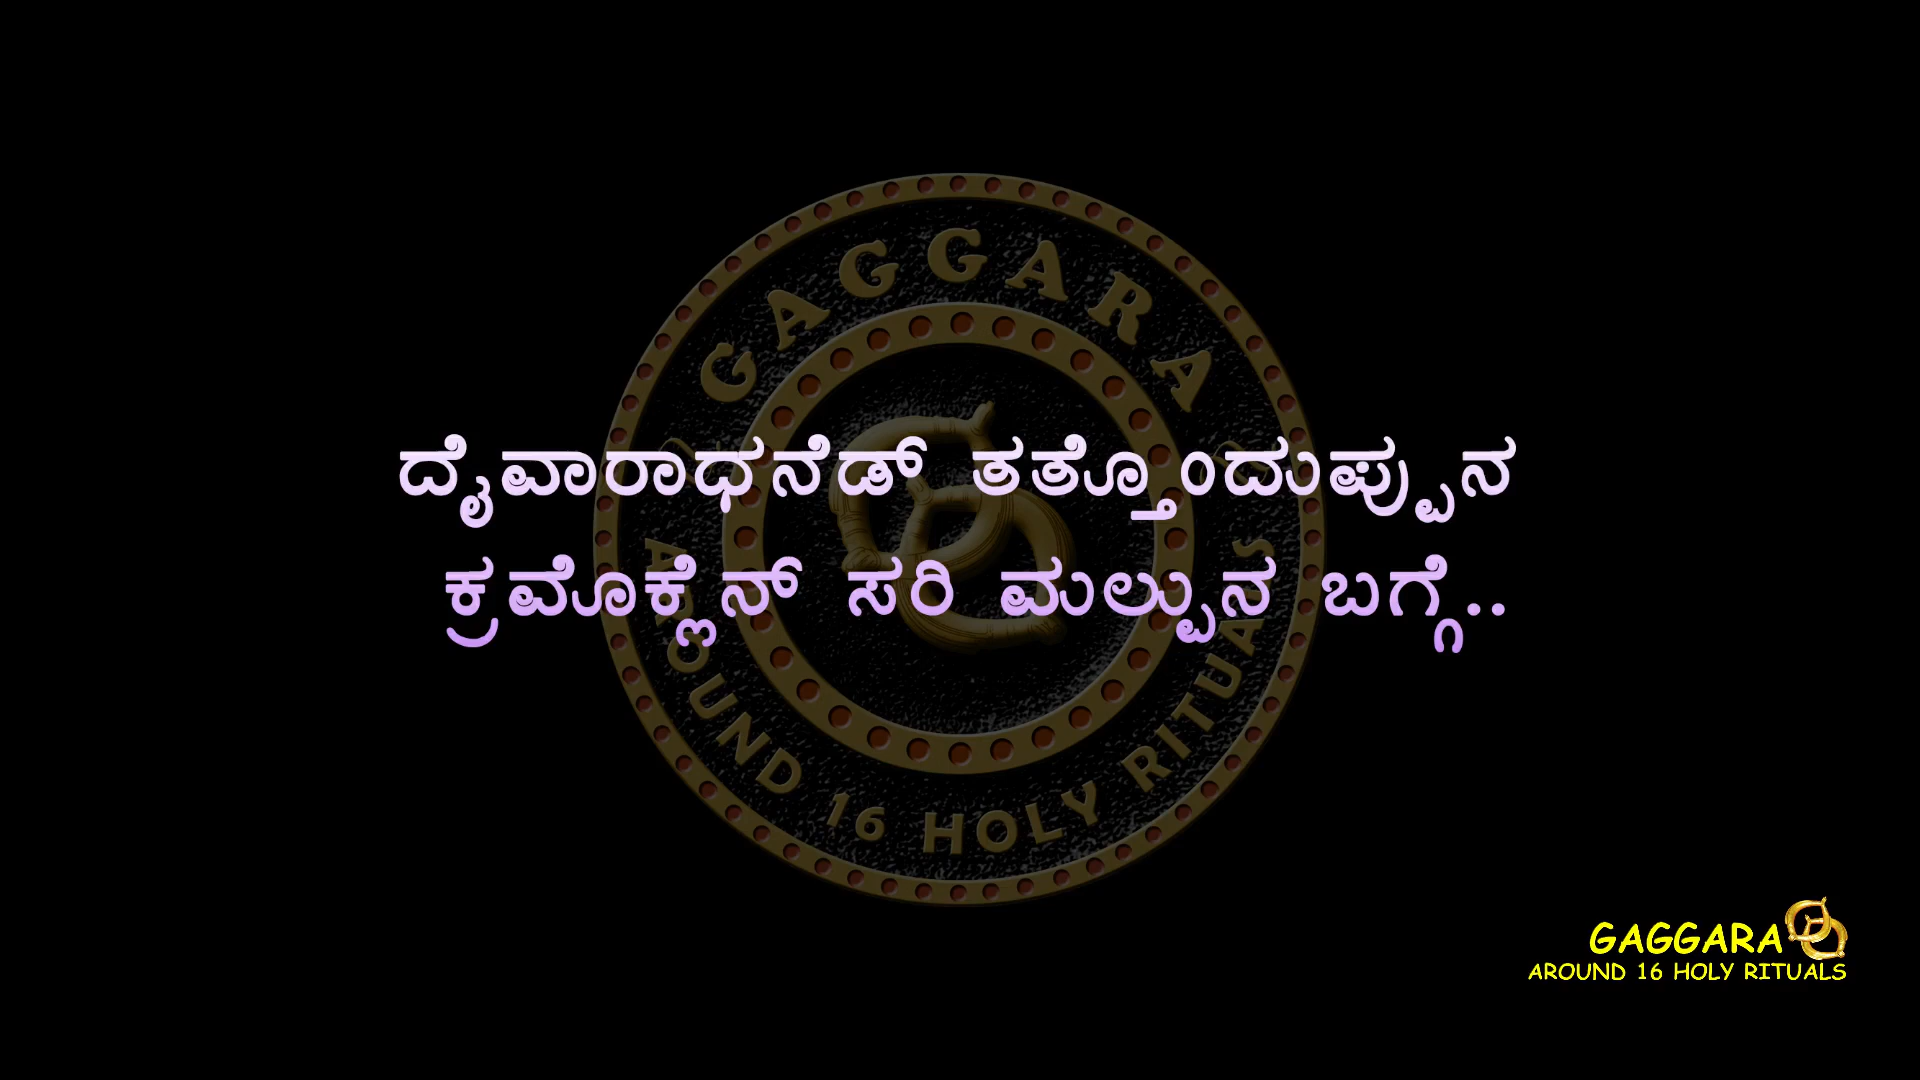 GAGGARA
ದೈವಾರಾಧನೆಡ್ ತತ್ತೊಂದುಪ್ಪುನ
ಕ್ರಮೊಕ್ಲೆನ್ ಸರಿ ಮಲ್ಪುನ ಬಗ್ಗೆ..
AROUND 16 HOLY RITUALS
GAGGARA
AROUND 16 HOLY RITUALS